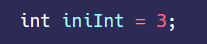 int iniInt = 3;